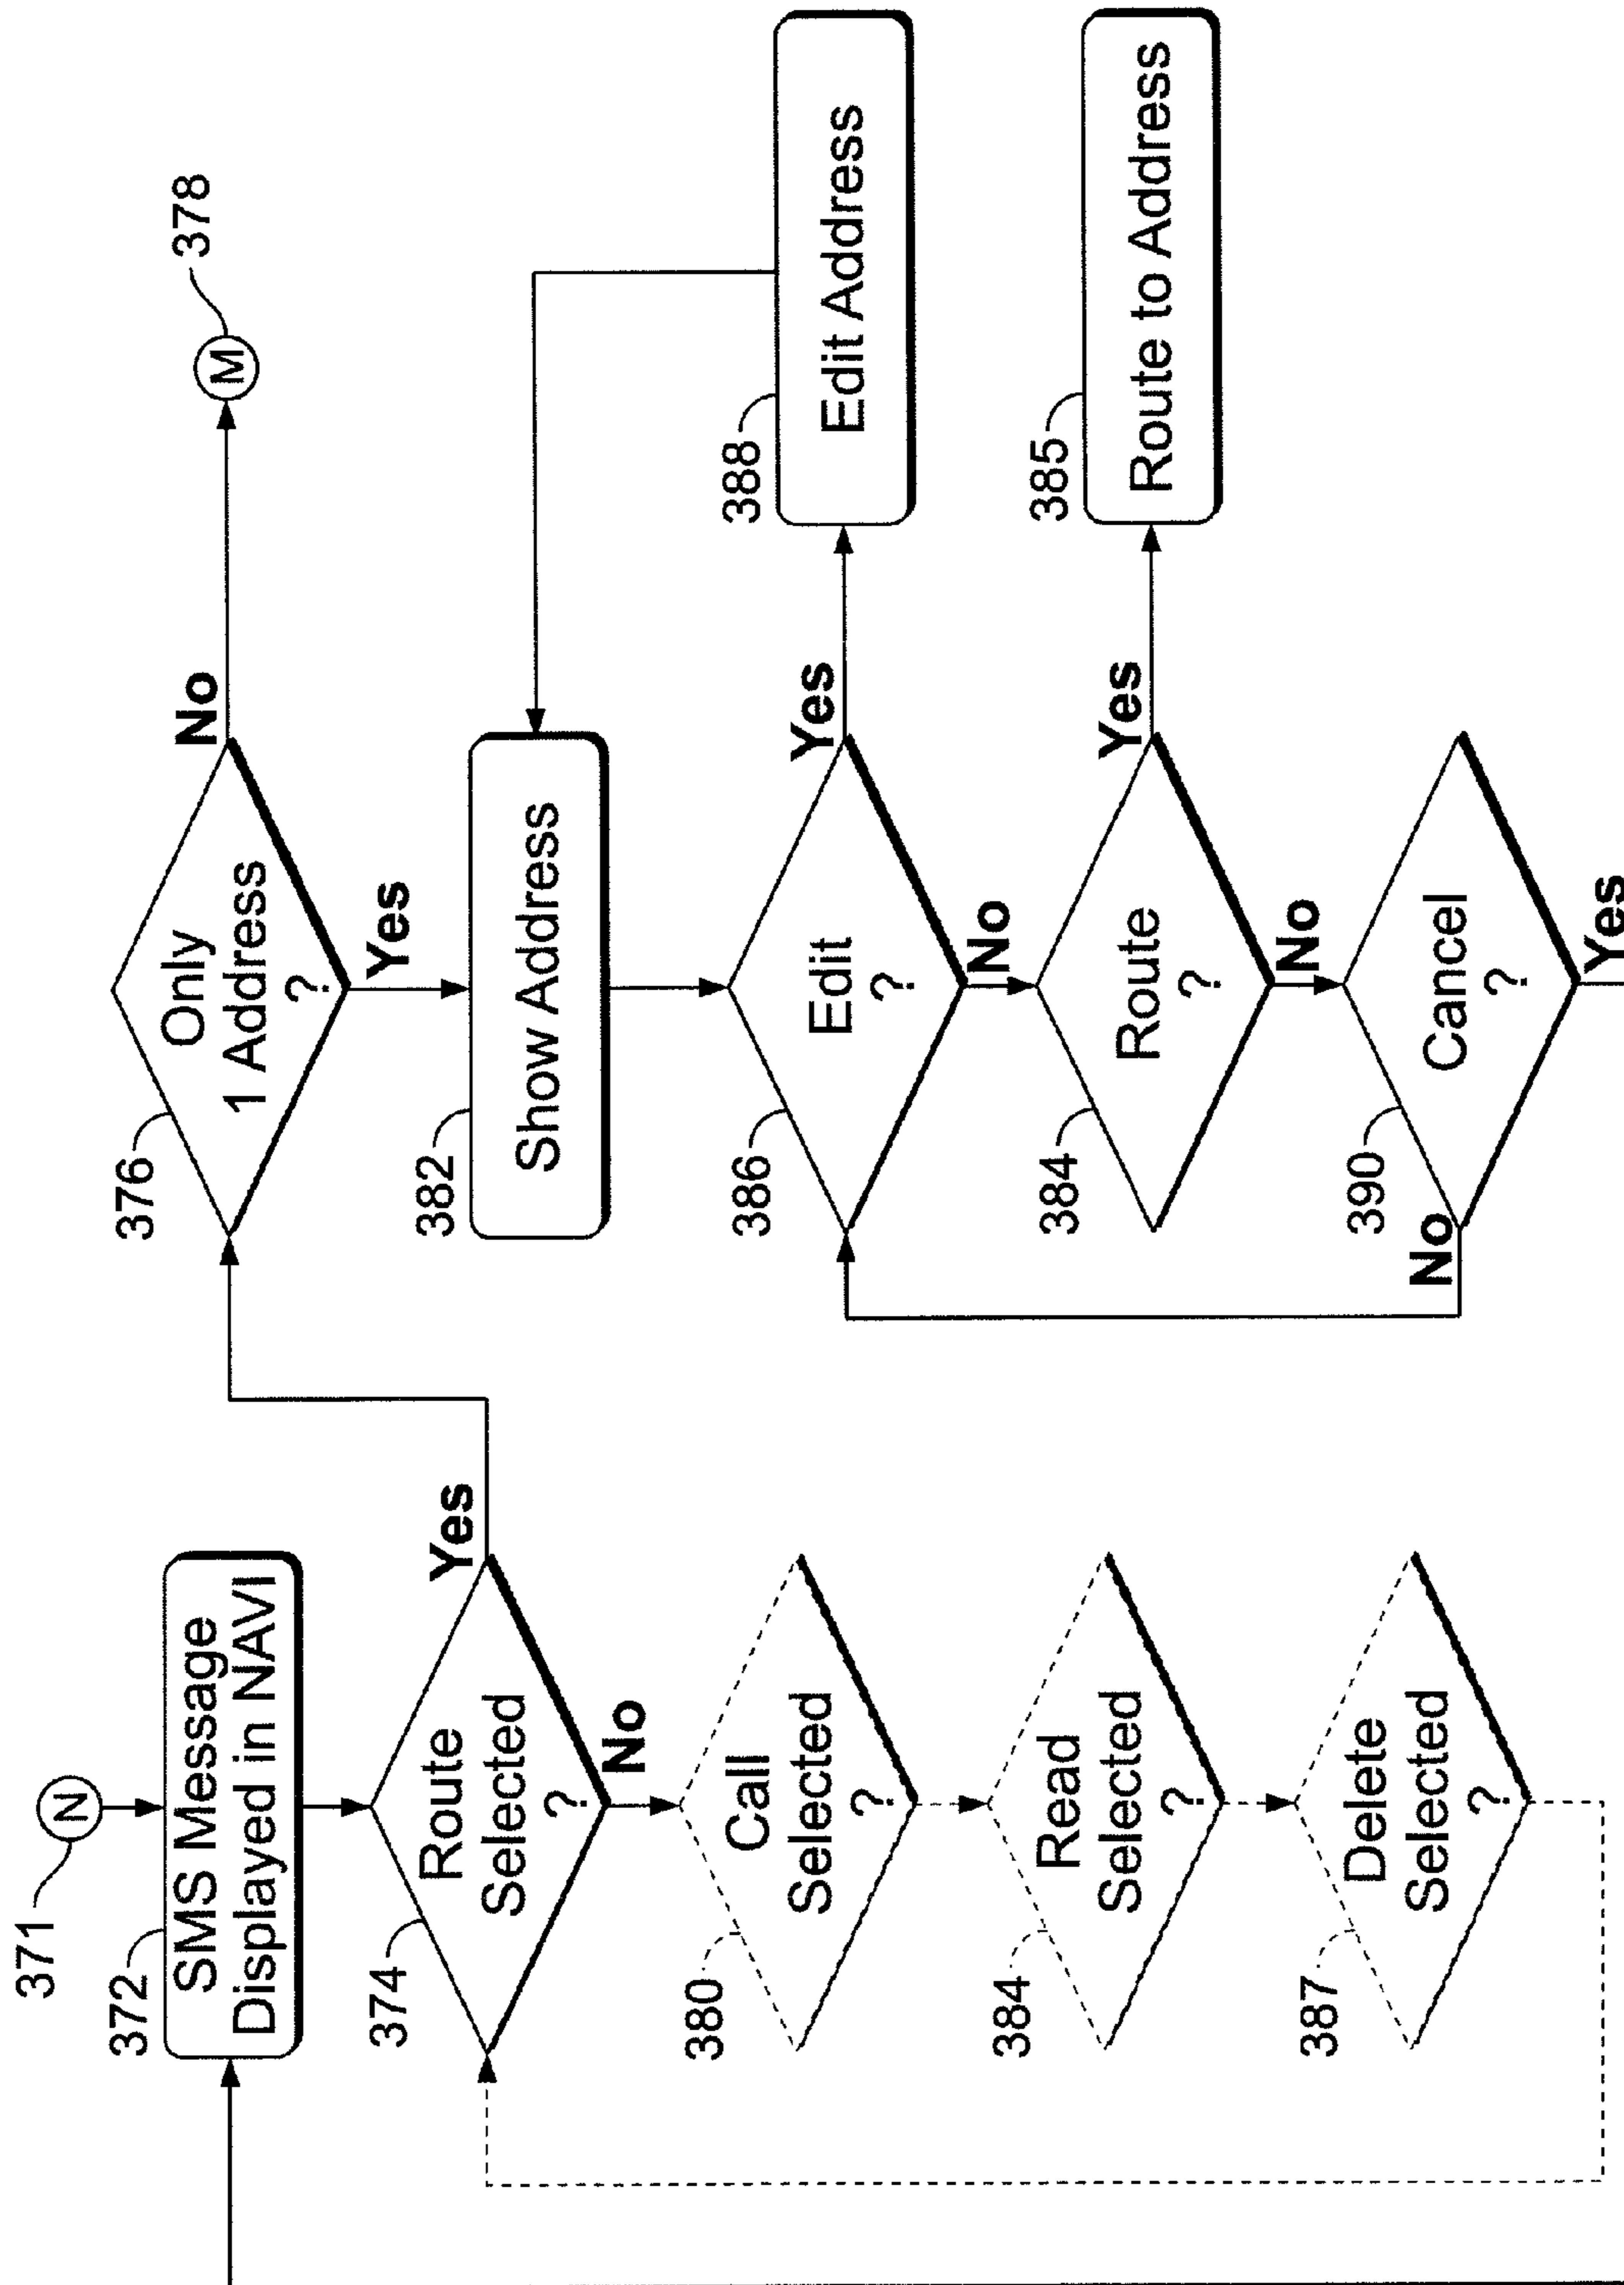 371
N
372
SMS Message
Displayed in NAVI
374
Route
Selected
?
Yes
No
380
Call
Selected
?
384
Read
Selected
?
387
Delete
Selected
?
376
Only
1 Address
?
No
M
378
Yes
382
Show Address
386
Edit
?
Yes
388
Edit Address
No
384
Route
?
Yes
385
Route to Address
No
390
Cancel
?
No
Yes